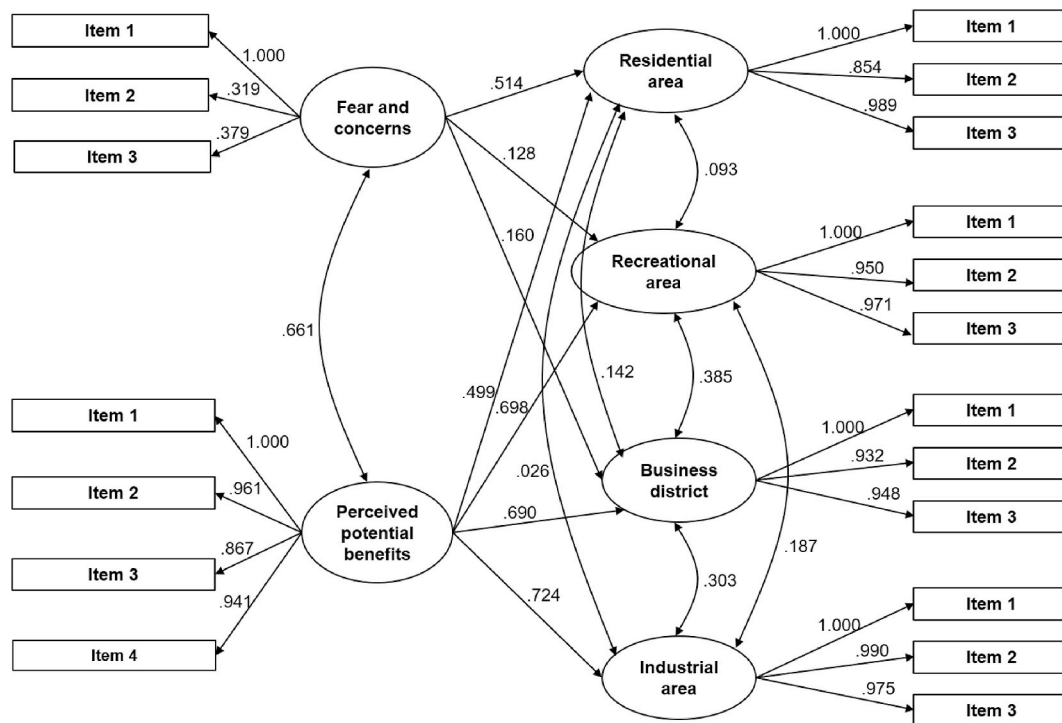 Item 1
1.000
Item 2
.319
Item 3
.379
Fear and
concerns
.514
.128
.160
.661
Item 1
1.000
Item 2
.961
Item 3
.867
Item 4
.941
Perceived
potential
benefits
.499
.698
.026
.690
.724
.142
Residential
area
1.000
Item 1
.854
Item 2
.989
Item 3
.093
Recreational
area
1.000
Item 1
.950
Item 2
.971
Item 3
.385
Business
district
1.000
Item 1
.932
Item 2
.948
Item 3
.187
.303
Industrial
area
1.000
Item 1
.990
Item 2
.975
Item 3